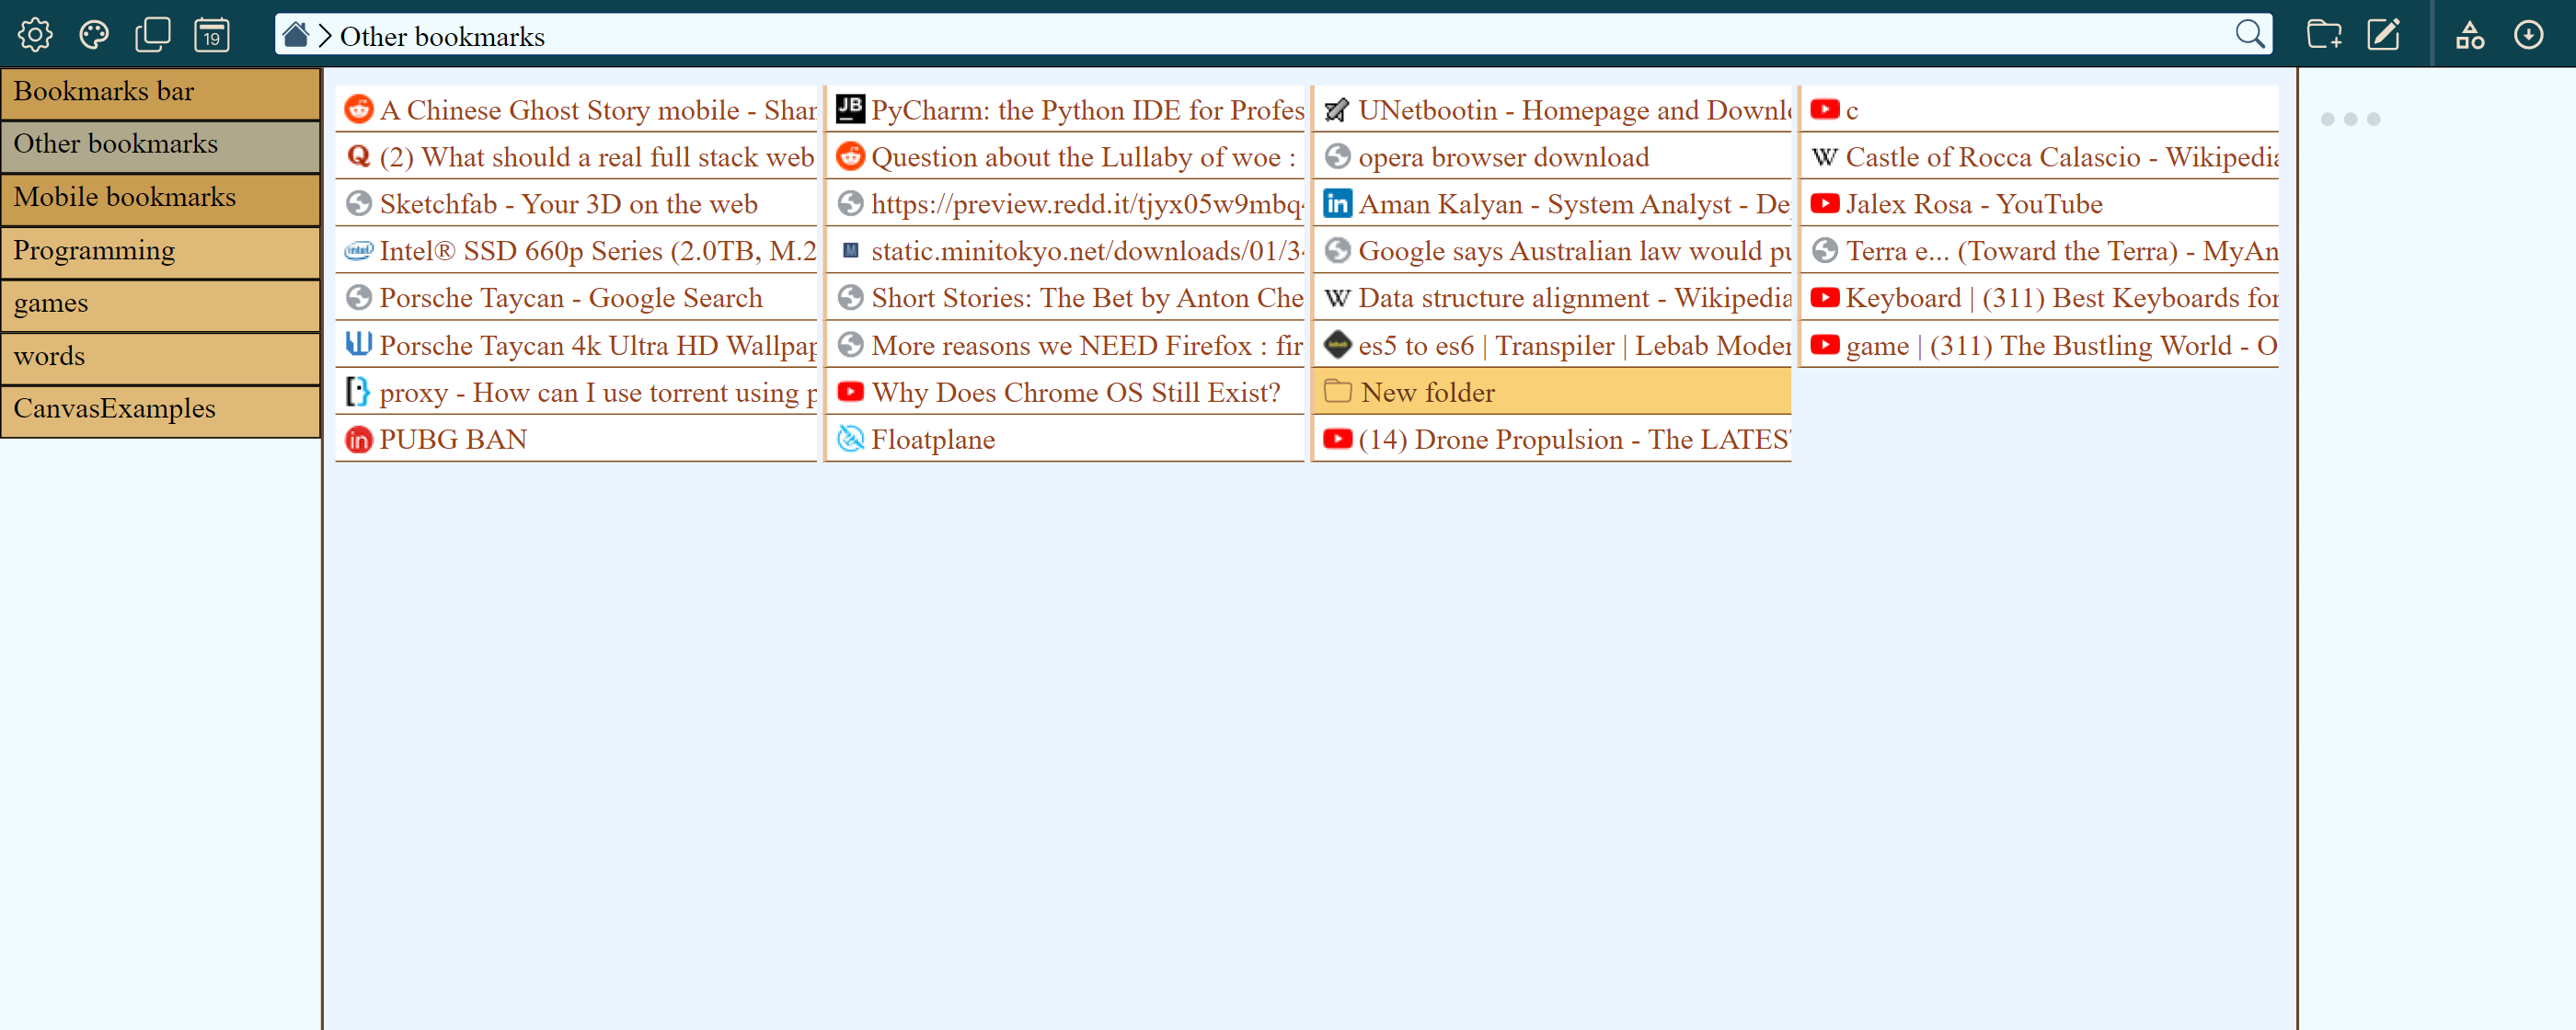 19
Other bookmarks
Bookmarks bar
Other bookmarks
Mobile bookmarks
Programming
games
words
CanvasExamples
A Chinese Ghost Story mobile - Shar
(2) What should a real full stack web
Sketchfab - Your 3D on the web
Intel® SSD 660p Series (2.0TB, M.2
Porsche Taycan - Google Search
Porsche Taycan 4k Ultra HD Wallpap
proxy - How can I use torrent using p
PUBG BAN
PyCharm: the Python IDE for Profes
Question about the Lullaby of woe :
https://preview.redd.it/tjyx05w9mbq
static.minitokyo.net/downloads/01/3
Short Stories: The Bet by Anton Che
More reasons we NEED Firefox : fir
Why Does Chrome OS Still Exist?
Floatplane
UNetbootin - Homepage and Downl
opera browser download
Aman Kalyan - System Analyst - De
Google says Australian law would pu
Data structure alignment - Wikipedia
es5 to es6 | Transpiler | Lebab Moder
New folder
(14) Drone Propulsion - The LATEST
c
Castle of Rocca Calascio - Wikipedia
Jalex Rosa - YouTube
Terra e... (Toward the Terra) - MyAn
Keyboard | (311) Best Keyboards for
game | (311) The Bustling World - O